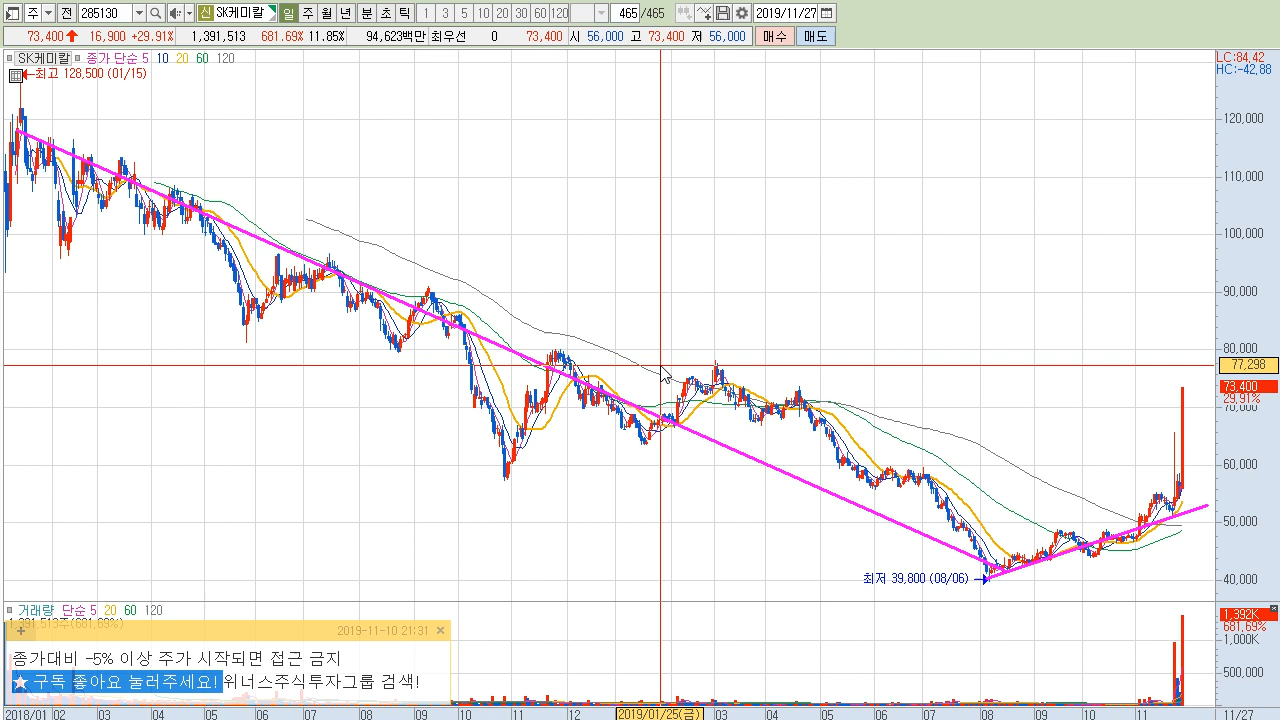 주 전 285130 신 SK케미칼 일 주 월 년 분 초 틱 1 3 5 10 20 30 60 120 465 /465 2019/11/27
73,400 16,900 +29.91% 1,391,513 681.69% 11.85% 94,623백만 최우선 0 73,400 시 56,000 고 73,400 저 56,000 매수 매도
SK케미칼 종가 단순 5 10 20 60 120
LC:84,42
HC:-42,88
최고 128,500 (01/15)
120,000
110,000
100,000
90,000
80,000
77,298
73,400
29,91%
70,000
60,000
50,000
최저 39,800 (08/06)
40,000
거래량 단순 5 20 60 120
1,391,513주(681,69%)
1,392K
681,69%
1,000K
500,000
2019-11-10 21:31
종가대비 -5% 이상 주가 시작되면 접근 금지
★ 구독 좋아요 눌러주세요! 위너스주식투자그룹 검색!
2018/01 02 03 04 05 06 07 08 09 10 11 12 2019/01/25(금) 03 04 05 06 07 08 09 10 11 11/27